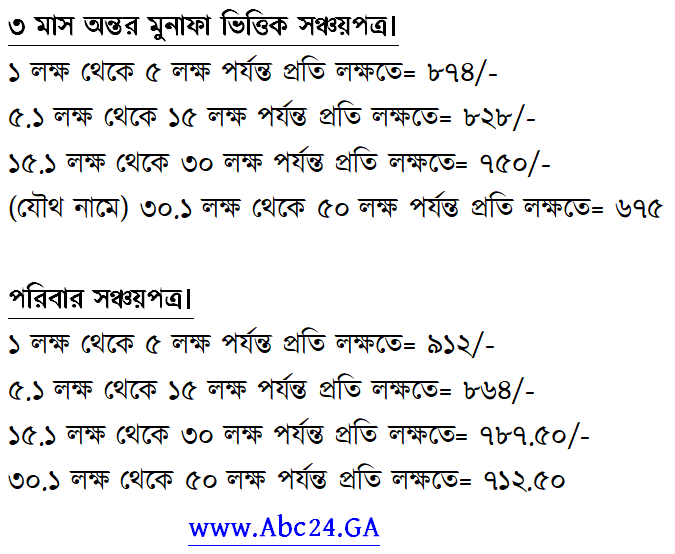 ৩ মাস অন্তর মুনাফা ভিত্তিক সঞ্চয়পত্র।
১ লক্ষ থেকে ৫ লক্ষ পর্যন্ত প্রতি লক্ষতে= ৮৭৪/-
৫.১ লক্ষ থেকে ১৫ লক্ষ পর্যন্ত প্রতি লক্ষতে= ৮২৮/-
১৫.১ লক্ষ থেকে ৩০ লক্ষ পর্যন্ত প্রতি লক্ষতে= ৭৫০/-
(যৌথ নামে) ৩০.১ লক্ষ থেকে ৫০ লক্ষ পর্যন্ত প্রতি লক্ষতে= ৬৭৫
পরিবার সঞ্চয়পত্র।
১ লক্ষ থেকে ৫ লক্ষ পর্যন্ত প্রতি লক্ষতে= ৯১২/-
৫.১ লক্ষ থেকে ১৫ লক্ষ পর্যন্ত প্রতি লক্ষতে= ৮৬৪/-
১৫.১ লক্ষ থেকে ৩০ লক্ষ পর্যন্ত প্রতি লক্ষতে= ৭৮৭.৫০/-
৩০.১ লক্ষ থেকে ৫০ লক্ষ পর্যন্ত প্রতি লক্ষতে= ৭১২.৫০
www.Abc24.GA